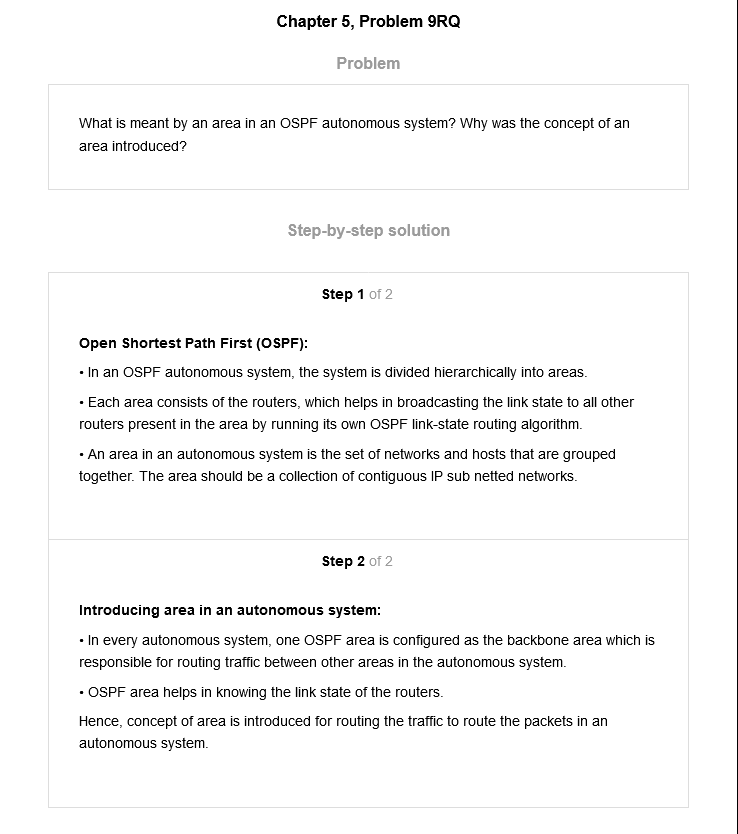 Chapter 5, Problem 9RQ
Problem
What is meant by an area in an OSPF autonomous system? Why was the concept of an
area introduced?
Step-by-step solution
Step 1 of 2
Open Shortest Path First (OSPF):
• In an OSPF autonomous system, the system is divided hierarchically into areas.
• Each area consists of the routers, which helps in broadcasting the link state to all other
routers present in the area by running its own OSPF link-state routing algorithm.
• An area in an autonomous system is the set of networks and hosts that are grouped
together. The area should be a collection of contiguous IP sub netted networks.
Step 2 of 2
Introducing area in an autonomous system:
• In every autonomous system, one OSPF area is configured as the backbone area which is
responsible for routing traffic between other areas in the autonomous system.
• OSPF area helps in knowing the link state of the routers.
Hence, concept of area is introduced for routing the traffic to route the packets in an
autonomous system.